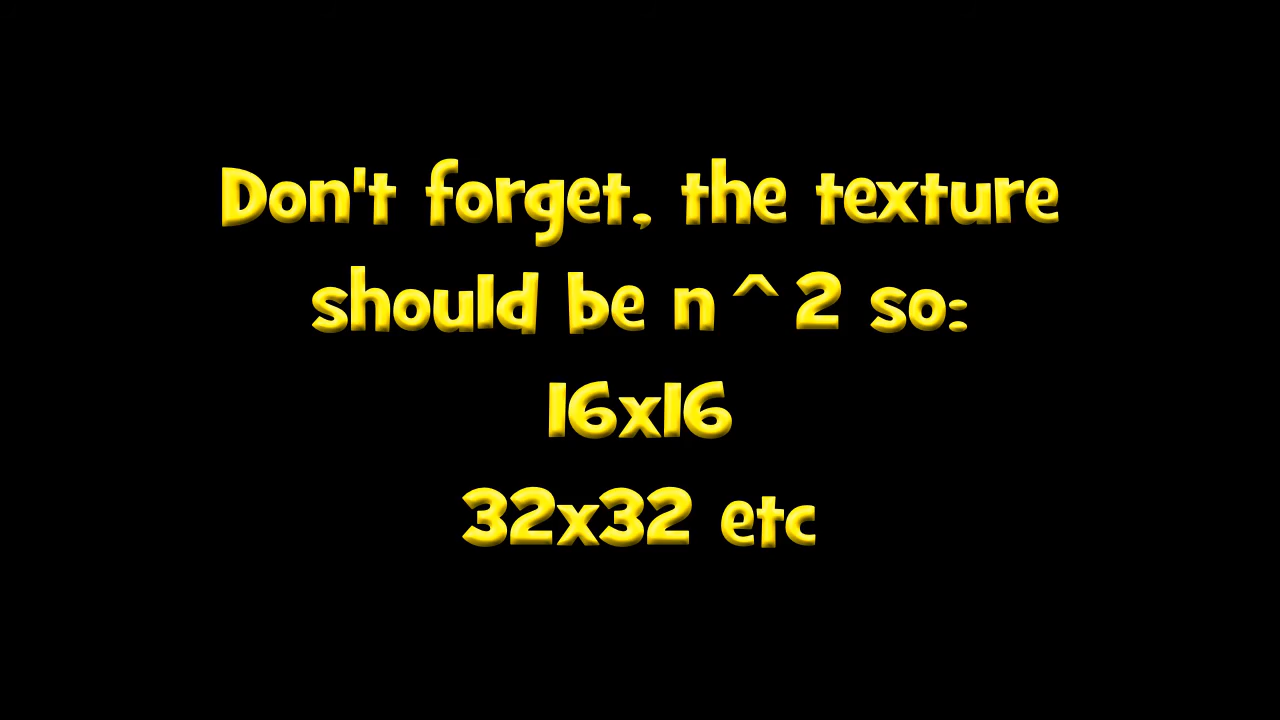 Don't forget, the texture
should be n^2 so:
16x16
32x32 etc